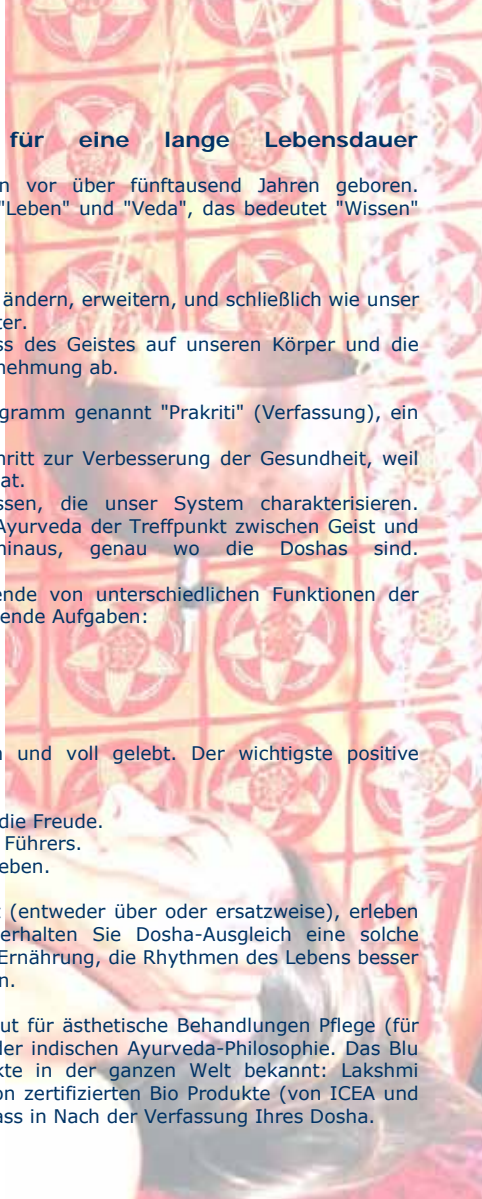 für eine lange Lebensdauer
n vor über fünftausend Jahren geboren.
"Leben" und "Veda", das bedeutet "Wissen"
ändern, erweitern, und schließlich wie unser
ter.
ss des Geistes auf unseren Körper und die
nehmung ab.
gramm genannt "Prakriti" (Verfassung), ein
hritt zur Verbesserung der Gesundheit, weil
at.
ssen, die unser System charakterisieren.
Ayurveda der Treffpunkt zwischen Geist und
hinaus, genau wo die Doshas sind.
ende von unterschiedlichen Funktionen der
ende Aufgaben:
und voll gelebt. Der wichtigste positive
die Freude.
Führers.
eben.
(entweder über oder ersatzweise), erleben
erhalten Sie Dosha-Ausgleich eine solche
Ernährung, die Rhythmen des Lebens besser
n.
ut für ästhetische Behandlungen Pflege (für
der indischen Ayurveda-Philosophie. Das Blu
kte in der ganzen Welt bekannt: Lakshmi
on zertifizierten Bio Produkte (von ICEA und
ass in Nach der Verfassung Ihres Dosha.